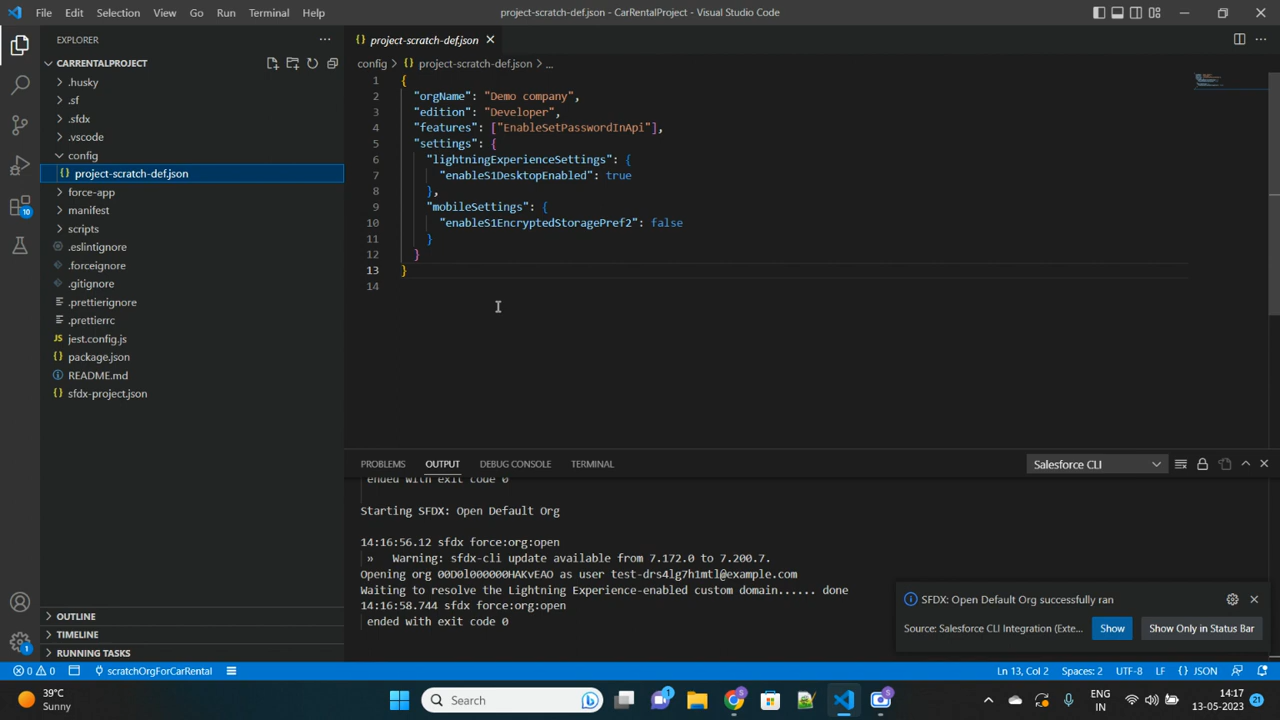 File Edit Selection View Go Run Terminal Help
project-scratch-def.json - CarRentalProject - Visual Studio Code
EXPLORER
CARRENTALPROJECT
.husky
.sf
.sfdx
.vscode
config
{} project-scratch-def.json
force-app
manifest
scripts
.eslintignore
.forceignore
.gitignore
.prettierignore
.prettierrc
JS jest.config.js
{} package.json
README.md
{} sfdx-project.json
OUTLINE
TIMELINE
RUNNING TASKS
10
1
{} project-scratch-def.json
config > {} project-scratch-def.json > ...
1 {
2 "orgName": "Demo company",
3 "edition": "Developer",
4 "features": ["EnableSetPasswordInApi"],
5 "settings": {
6 "lightningExperienceSettings": {
7 "enableS1DesktopEnabled": true
8 },
9 "mobileSettings": {
10 "enableS1EncryptedStoragePref2": false
11 }
12 }
13 }
14
PROBLEMS OUTPUT DEBUG CONSOLE TERMINAL
Salesforce CLI
ended with exit code 0
Starting SFDX: Open Default Org
14:16:56.12 sfdx force:org:open
» Warning: sfdx-cli update available from 7.172.0 to 7.200.7.
Opening org 00D0l000000HAKvEAO as user test-drs4lg7h1mtl@example.com
Waiting to resolve the Lightning Experience-enabled custom domain...... done
14:16:58.744 sfdx force:org:open
ended with exit code 0
SFDX: Open Default Org successfully ran
Source: Salesforce CLI Integration (Exte...
Show
Show Only in Status Bar
0 0 scratchOrgForCarRental
Ln 13, Col 2 Spaces: 2 UTF-8 LF {} JSON
39°C
Sunny
Search
1
5
5
ENG
IN
14:17
13-05-2023
21